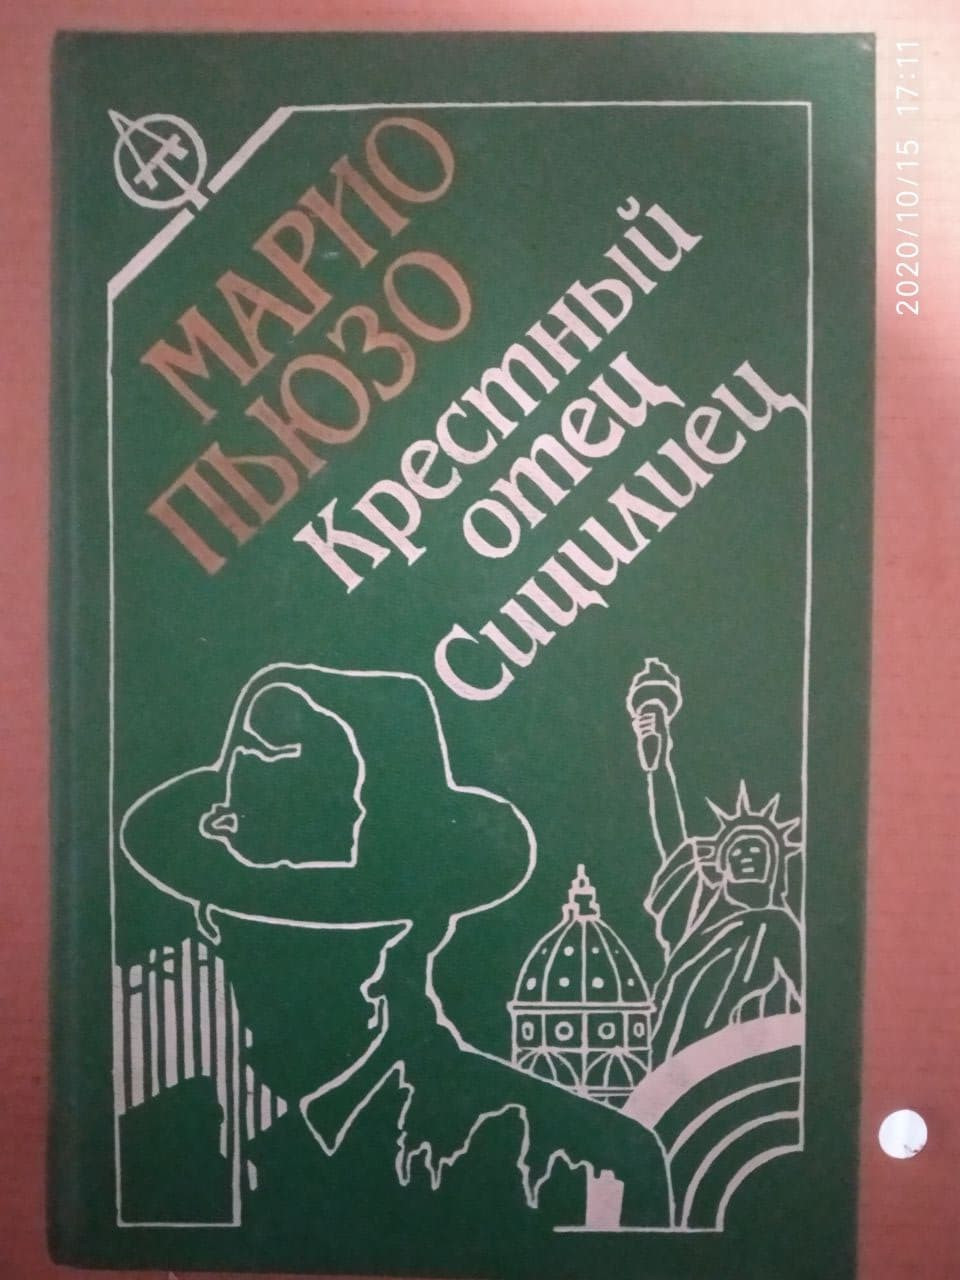 МАРИО
ПЬЮЗО
Крестный
отец
Сицилиец
2020/10/15 17:11